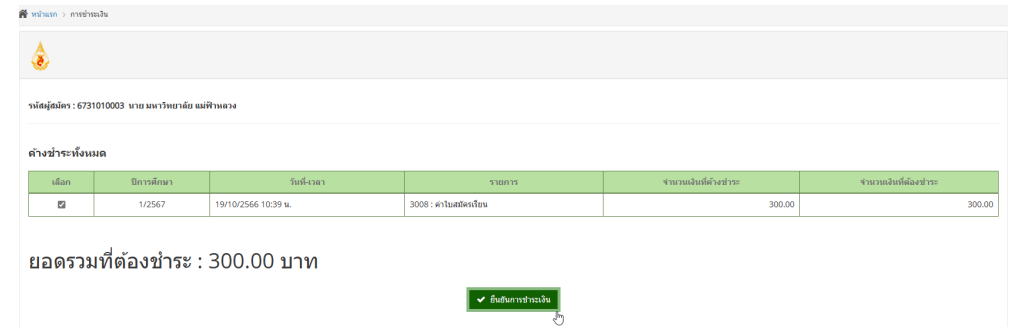 หน้าแรก > การชำระเงิน
รหัสผู้สมัคร : 6731010003 นาย มหาวิทยาลัย แม่ฟ้าหลวง
ค้างชำระทั้งหมด
เลือก ปีการศึกษา วันที่-เวลา รายการ จำนวนเงินที่ค้างชำระ จำนวนเงินที่ต้องชำระ
1/2567 19/10/2566 10:39 น. 3008 : ค่าใบสมัครเรียน 300.00 300.00
ยอดรวมที่ต้องชำระ : 300.00 บาท
ยืนยันการชำระเงิน